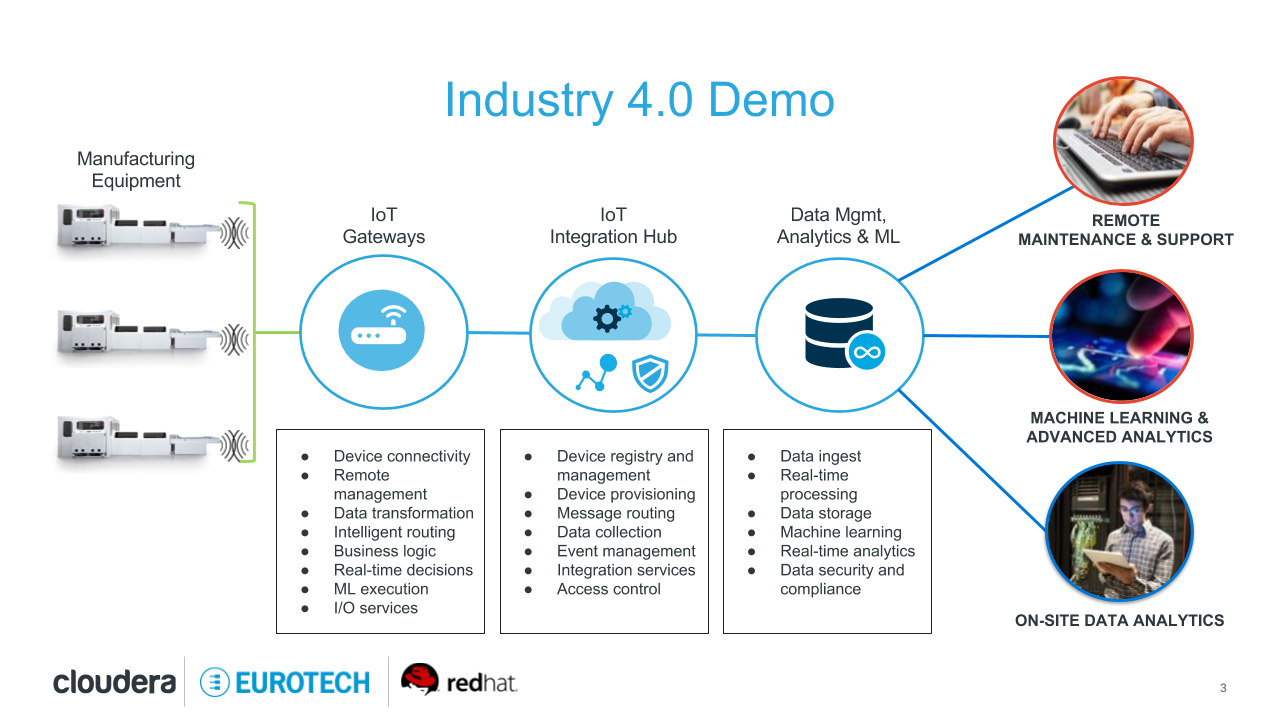 Industry 4.0 Demo
Manufacturing
Equipment
IoT
Gateways
IoT
Integration Hub
Data Mgmt,
Analytics & ML
REMOTE
MAINTENANCE & SUPPORT
MACHINE LEARNING &
ADVANCED ANALYTICS
ON-SITE DATA ANALYTICS
● Device connectivity
● Remote
management
● Data transformation
● Intelligent routing
● Business logic
● Real-time decisions
● ML execution
● I/O services
● Device registry and
management
● Device provisioning
● Message routing
● Data collection
● Event management
● Integration services
● Access control
● Data ingest
● Real-time
processing
● Data storage
● Machine learning
● Real-time analytics
● Data security and
compliance
cloudera
EUROTECH
redhat.
3